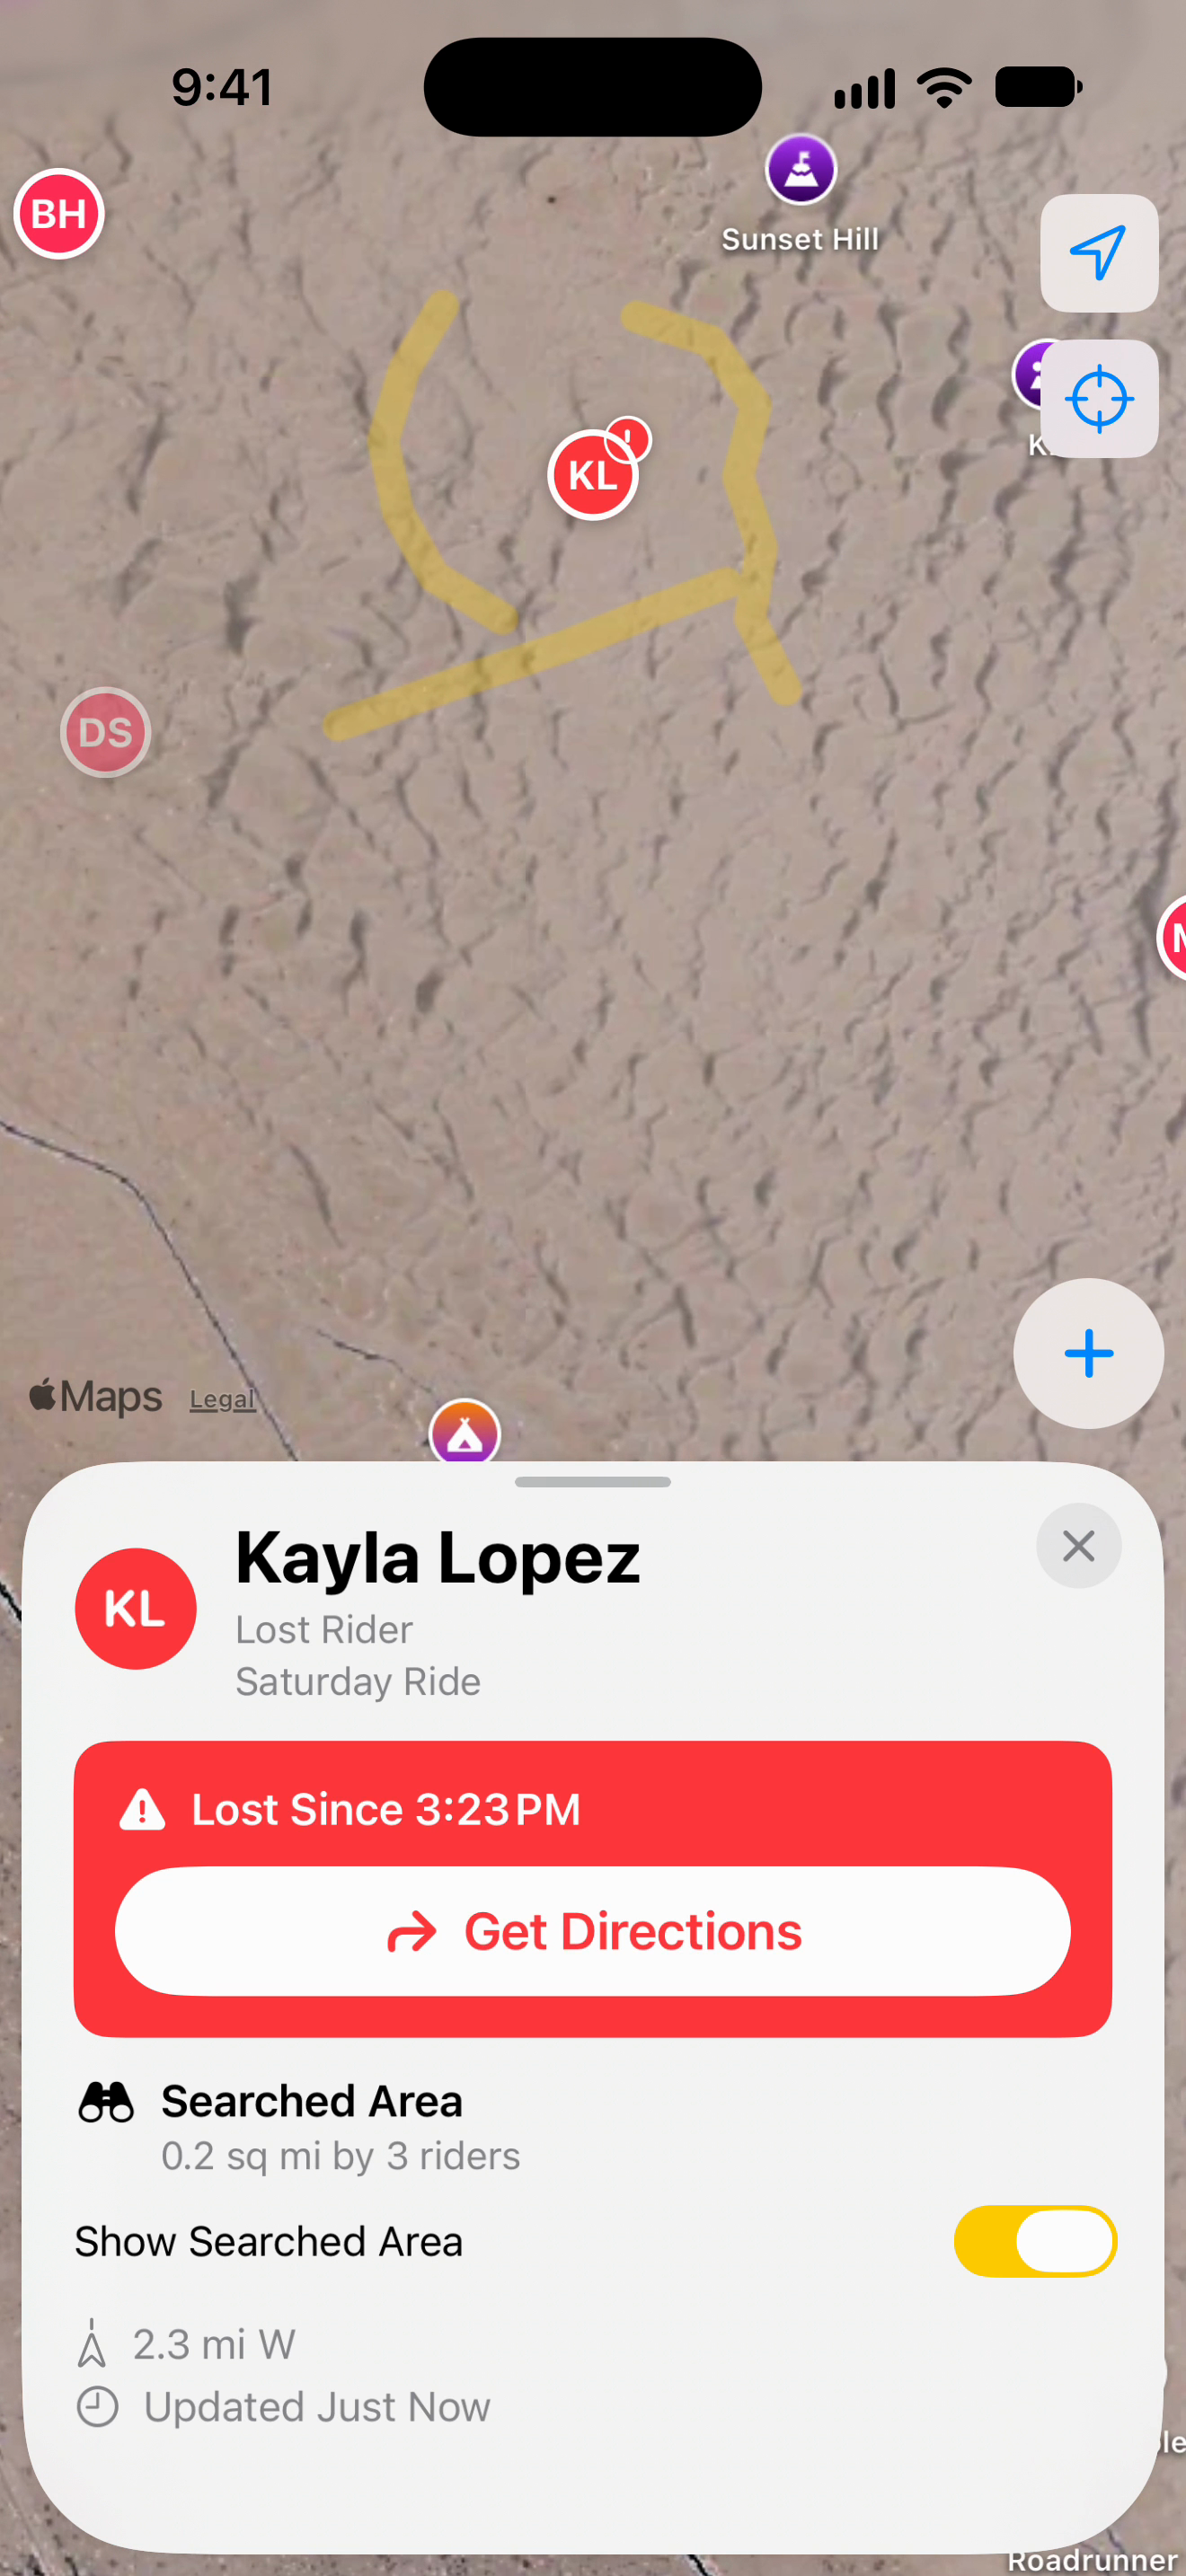 9:41
BH
Sunset Hill
KL
DS
Maps Legal
Kayla Lopez
KL
Lost Rider
Saturday Ride
Lost Since 3:23 PM
Get Directions
Searched Area
0.2 sq mi by 3 riders
Show Searched Area
2.3 mi W
Updated Just Now
Roadrunner